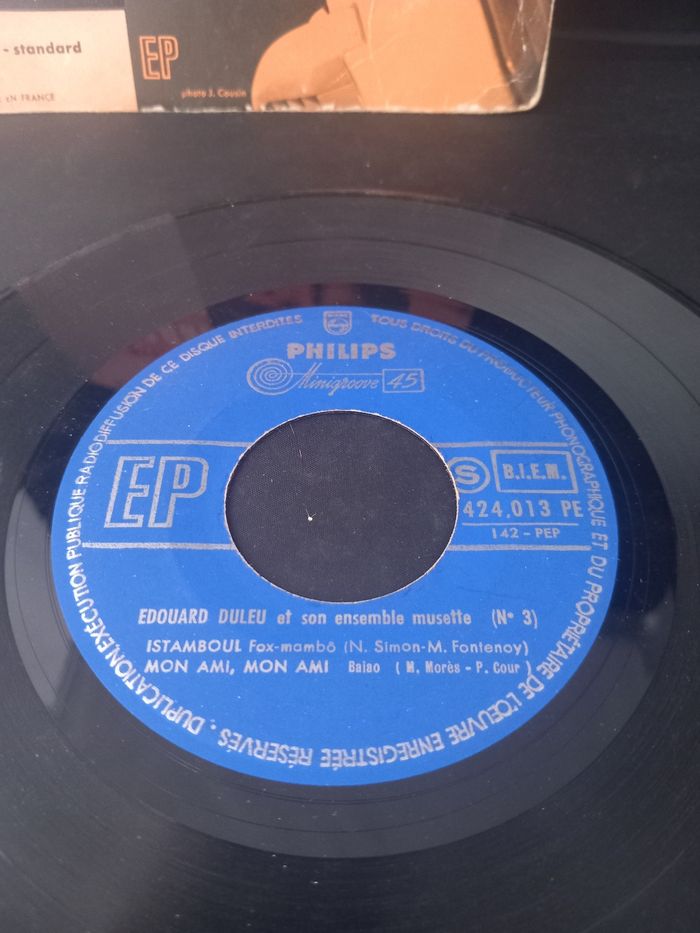 - standard
EP
EN FRANCE
photo J. Cousin
TOUS DROITS DU PRODUCTEUR PHONOGRAPHIQUE ET DU PROPRIÉTAIRE DE L'OEUVRE ENREGISTRÉE RÉSERVÉS. DUPLICATION EXÉCUTION PUBLIQUE RADIODIFFUSION DE CE DISQUE INTERDITES
PHILIPS
Minigroove 45
EP
S B.I.E.M.
424.013 PE
142 - PEP
EDOUARD DULEU et son ensemble musette (N° 3)
ISTAMBOUL Fox-mambô (N. Simon-M. Fontenoy)
MON AMI, MON AMI Baiao ( M. Morès - P. Cour )